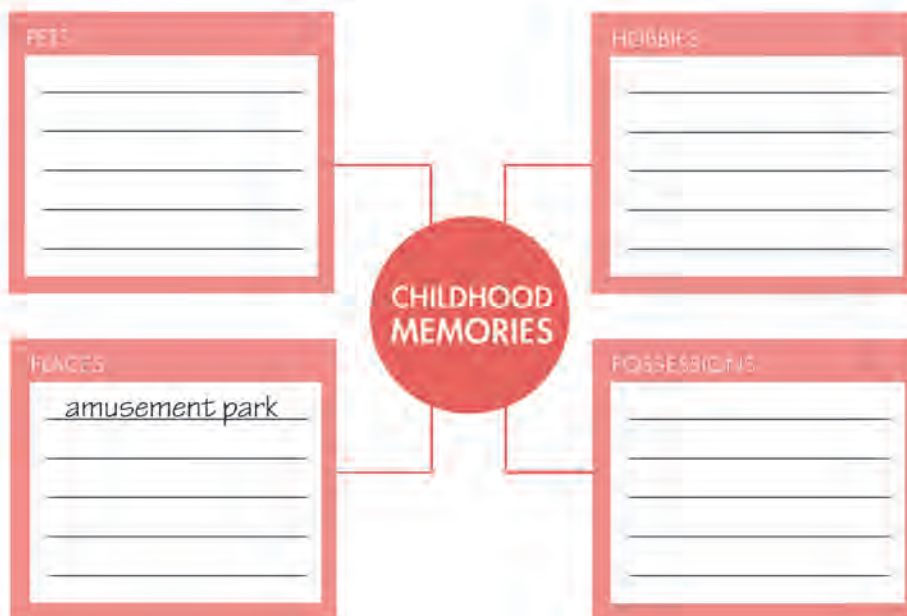 PETS
HOBBIES
CHILDHOOD
MEMORIES
PLACES
amusement park
POSSESSIONS